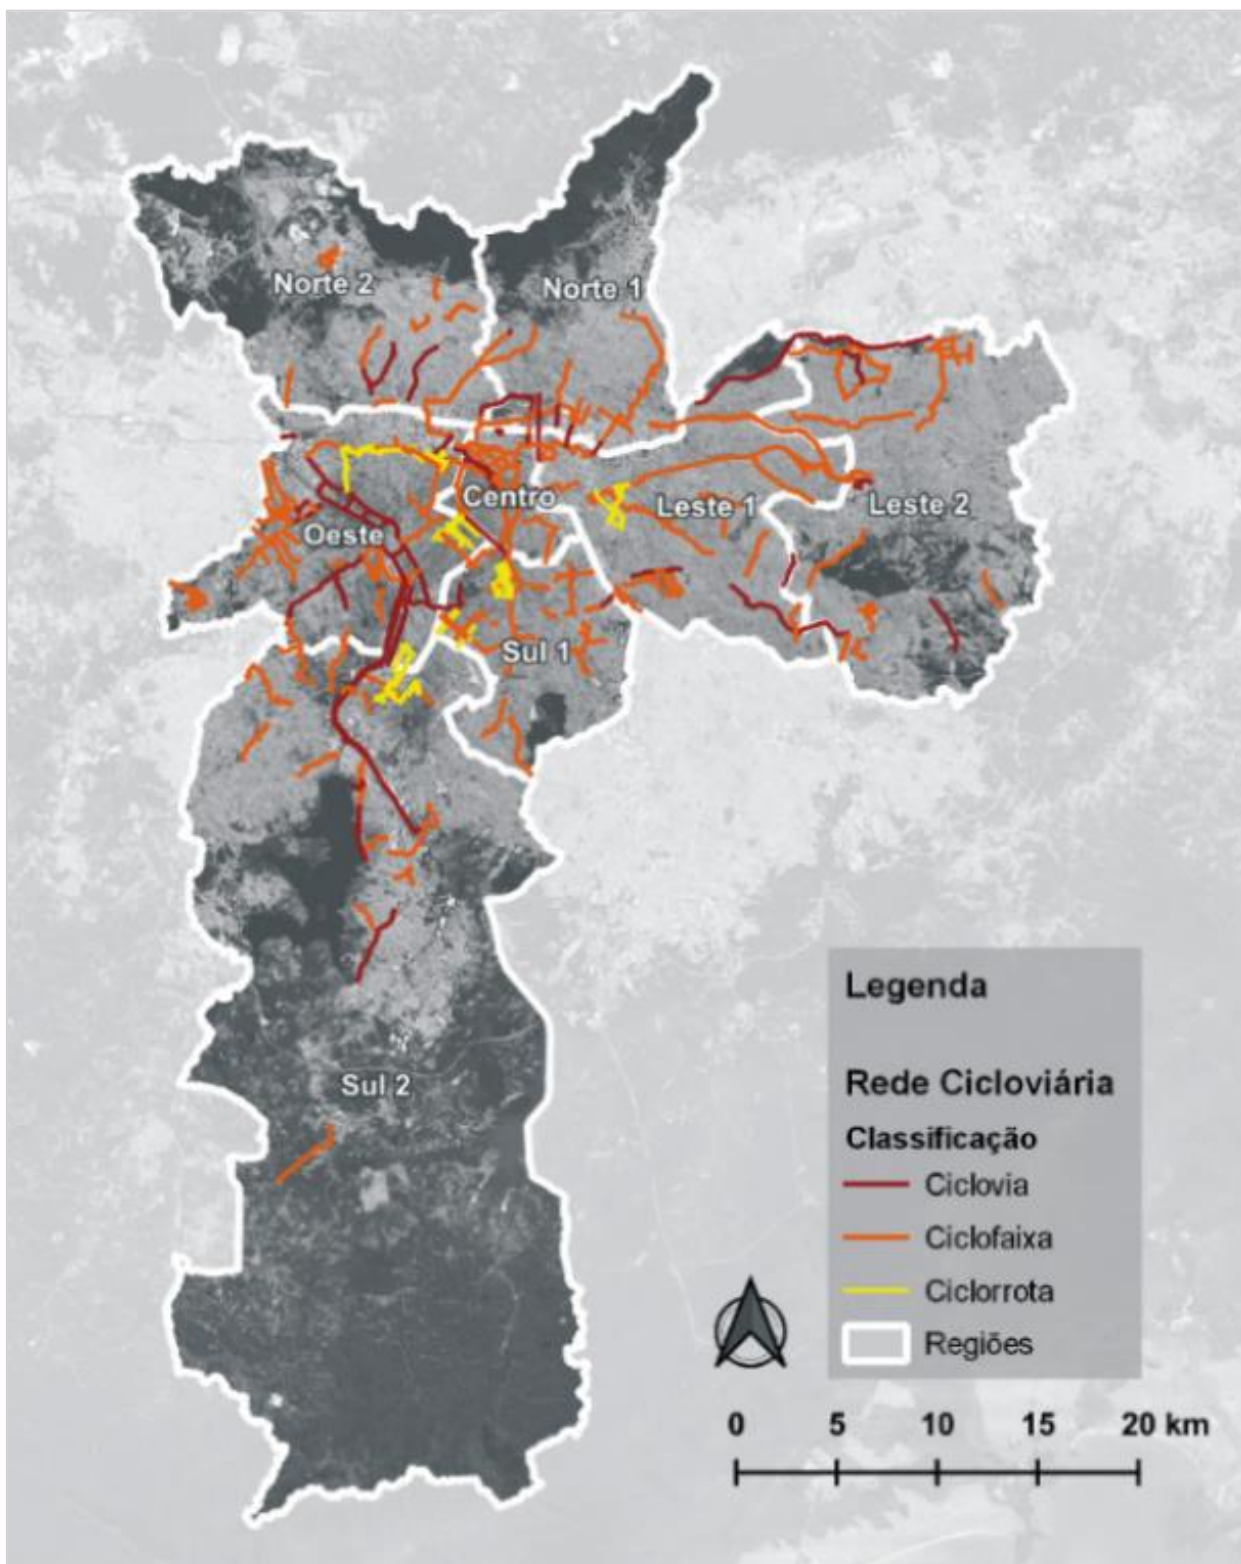 Norte 2
Norte 1
Centro
Leste 1
Leste 2
Oeste
Sul 1
Sul 2
Legenda
Rede Cicloviária
Classificação
Ciclovia
Ciclofaixa
Ciclorrota
Regiões
0 5 10 15 20 km